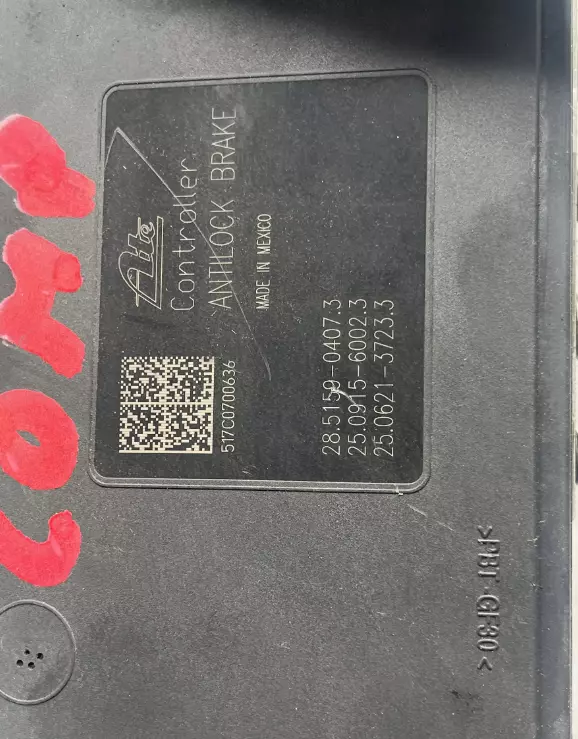 Ate
Controller
ANTILOCK BRAKE
MADE IN MEXICO
517C0700636
28.5159-0407.3
25.0915-6002.3
25.0621-3723.3
>PBT-GF30<